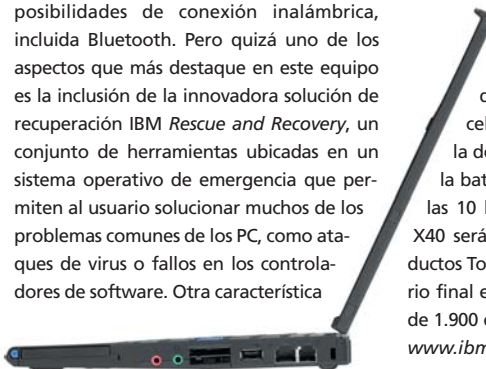 posibilidades de conexión inalámbrica,
incluida Bluetooth. Pero quizá uno de los
aspectos que más destaque en este equipo
es la inclusión de la innovadora solución de
recuperación IBM Rescue and Recovery, un
conjunto de herramientas ubicadas en un
sistema operativo de emergencia que per-
miten al usuario solucionar muchos de los
problemas comunes de los PC, como ata-
ques de virus o fallos en los controla-
dores de software. Otra característica
la
la bat
las 10
X40 será
ductos To
rio final
de 1.900
www.ibm